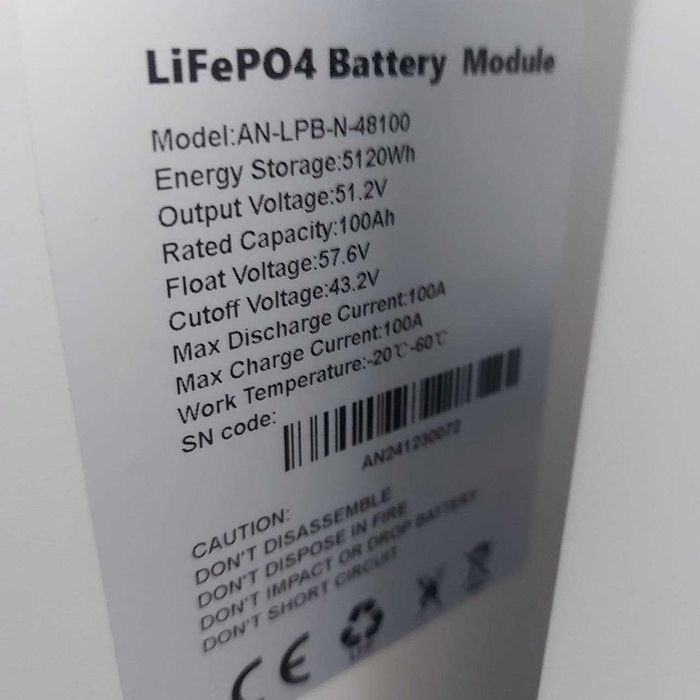 LiFePO4 Battery Module
Model:AN-LPB-N-48100
Energy Storage:5120Wh
Output Voltage:51.2V
Rated Capacity:100Ah
Float Voltage:57.6V
Cutoff Voltage:43.2V
Max Discharge Current:100A
Max Charge Current:100A
Work Temperature:-20℃-60℃
SN code:
AN241230072
CAUTION:
DON'T DISASSEMBLE
DON'T DISPOSE IN FIRE
DON'T IMPACT OR DROP BATTERY
DON'T SHORT CIRCUIT
CE